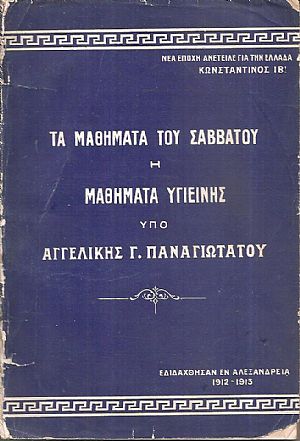 ΝΕΑ ΕΠΟΧΗ ΑΝΕΤΕΙΛΕ ΓΙΑ ΤΗΝ ΕΛΛΑΔΑ
ΚΩΝΣΤΑΝΤΙΝΟΣ ΙΒ!
ΤΑ ΜΑΘΗΜΑΤΑ ΤΟΥ ΣΑΒΒΑΤΟΥ
Η
ΜΑΘΗΜΑΤΑ ΥΓΙΕΙΝΗΣ
ΥΠΟ
ΑΓΓΕΛΙΚΗΣ Γ. ΠΑΝΑΓΙΩΤΑΤΟΥ
ΕΔΙΔΑΧΘΗΣΑΝ ΕΝ ΑΛΕΞΑΝΔΡΕΙΑ
1912-1913